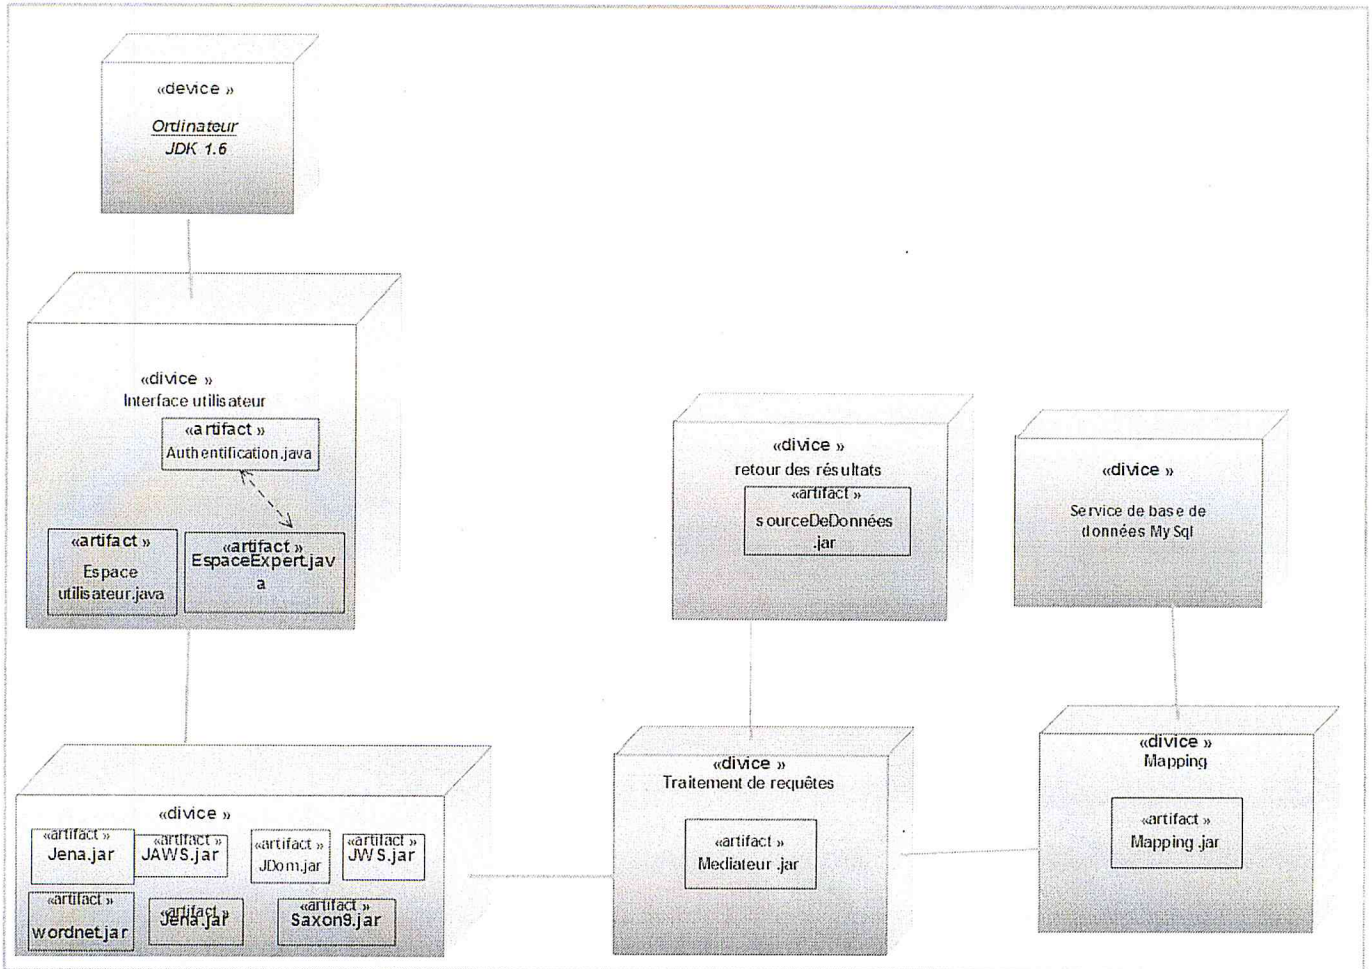 «device »
Ordinateur
JDK 1.6
«divice »
Interface utilisateur
«artifact »
Authentification.java
«artifact »
Espace
utilisateur.java
«artifact »
EspaceExpert.jav
a
«divice »
retour des résultats
«artifact »
sourceDeDonnées
.jar
«divice »
Service de base de
données MySql
«divice »
«artifact »
Jena.jar
«artifact »
JAWS.jar
«artifact »
JDom.jar
«artifact »
JWS.jar
«artifact »
wordnet.jar
«artifact »
Jena.jar
«artifact »
Saxon9.jar
«divice »
Traitement de requêtes
«artifact »
Mediateur .jar
«divice »
Mapping
«artifact »
Mapping .jar